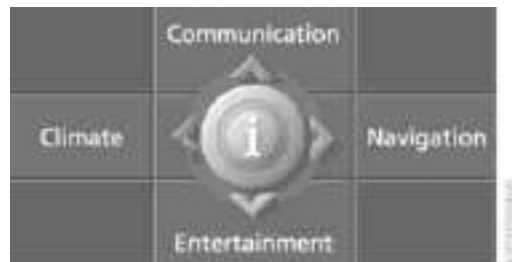 Communication
Climate
i
Navigation
Entertainment